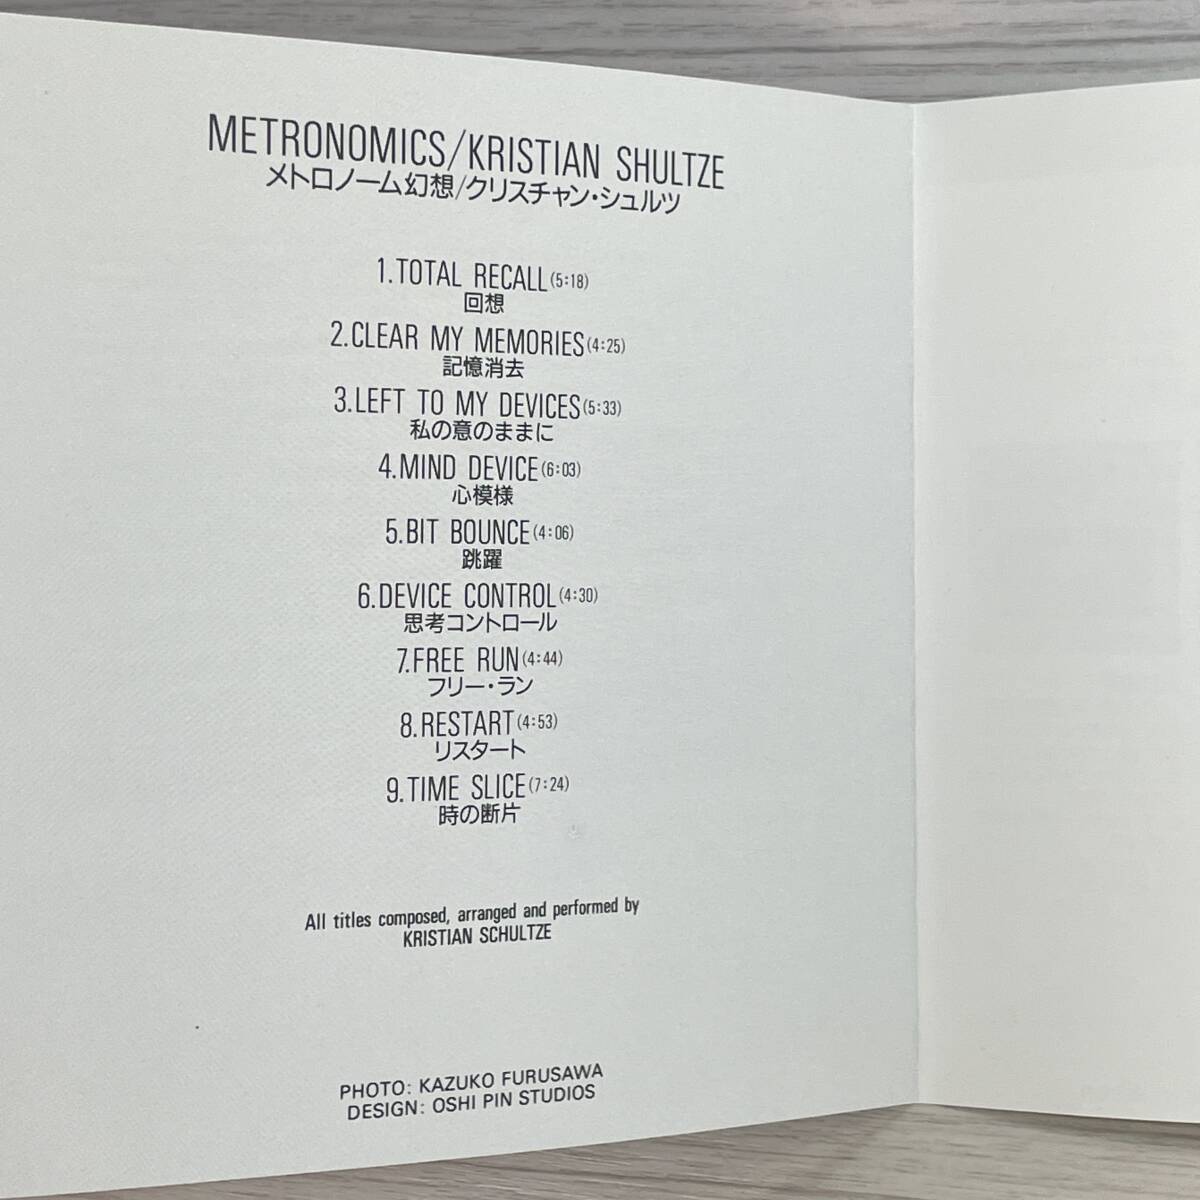 METRONOMICS/KRISTIAN SHULTZE
メトロノーム幻想/クリスチャン・シュルツ
1.TOTAL RECALL(5:18)
回想
2.CLEAR MY MEMORIES(4:25)
記憶消去
3.LEFT TO MY DEVICES(5:33)
私の意のままに
4.MIND DEVICE(6:03)
心模様
5.BIT BOUNCE(4:06)
跳躍
6.DEVICE CONTROL(4:30)
思考コントロール
7.FREE RUN(4:44)
フリー・ラン
8.RESTART(4:53)
リスタート
9.TIME SLICE(7:24)
時の断片
All titles composed, arranged and performed by
KRISTIAN SCHULTZE
PHOTO: KAZUKO FURUSAWA
DESIGN: OSHI PIN STUDIOS